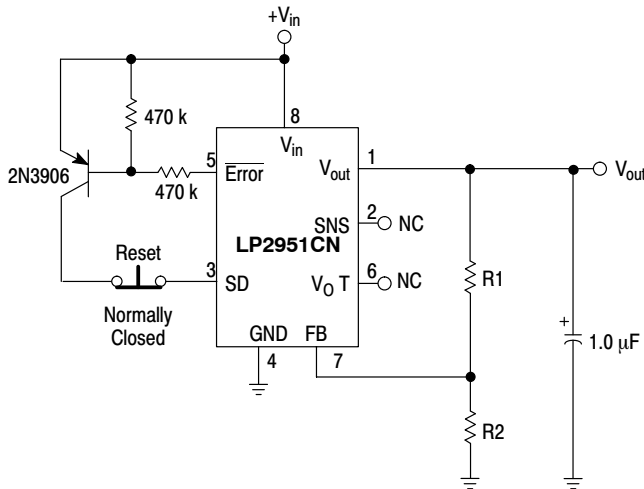 +Vin
470 k
8
Vin
2N3906
5
Error
470 k
Vout
1
Vout
SNS
2
NC
LP2951CN
Reset
3
SD
VO T
6
NC
R1
Normally
Closed
GND
FB
4
7
+
1.0 μF
R2